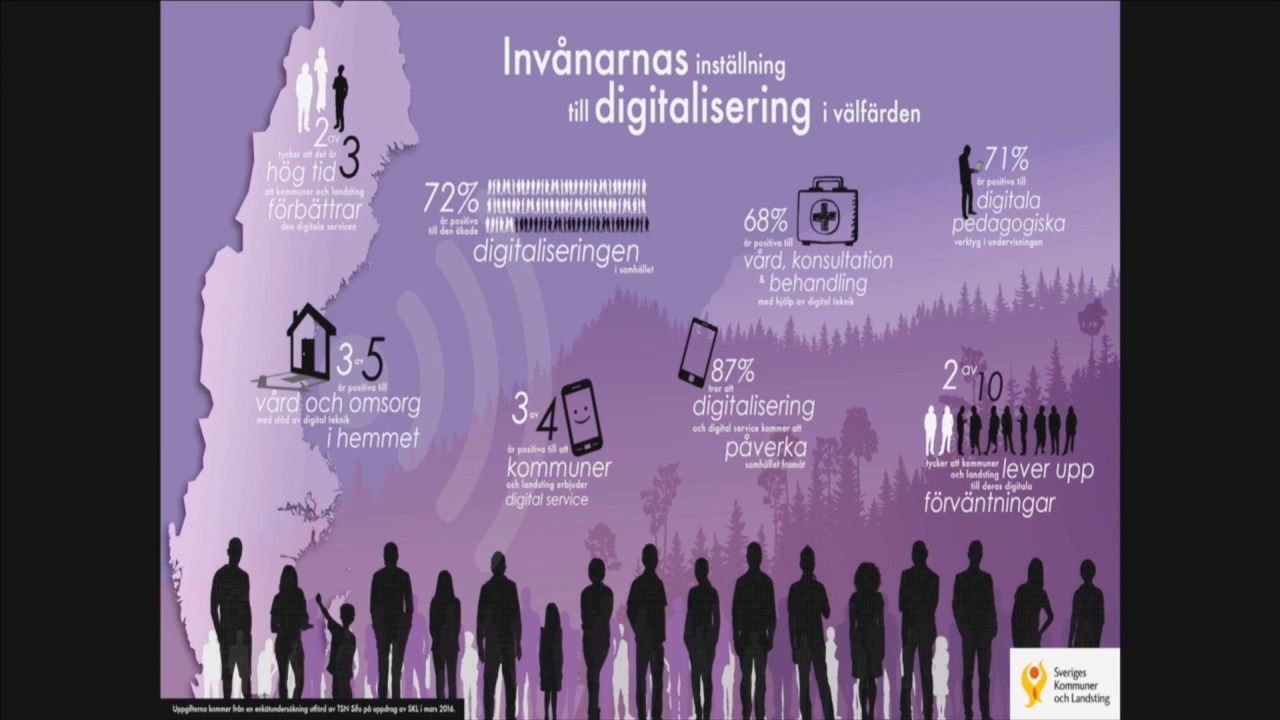 Invånarnas inställning
till digitalisering i välfärden
2 av 3
tycker att det är
hög tid
att kommuner och landsting
förbättrar
den digitala servicen
72%
är positiva
till den ökade
digitaliseringen
i samhället
68%
är positiva till
vård, konsultation
& behandling
med hjälp av digital teknik
71%
är positiva till
digitala
pedagogiska
verktyg i undervisningen
3 av 5
är positiva till
vård och omsorg
med stöd av digital teknik
i hemmet
3 av 4
är positiva till att
kommuner
och landsting erbjuder
digital service
87%
tror att
digitalisering
och digital service kommer att
påverka
samhället framåt
2 av 10
tycker att kommuner
och landsting lever upp
till deras digitala
förväntningar
Uppgifterna kommer från en enkätundersökning utförd av TSN Sifo på uppdrag av SKL i mars 2016.
Sveriges
Kommuner
och Landsting